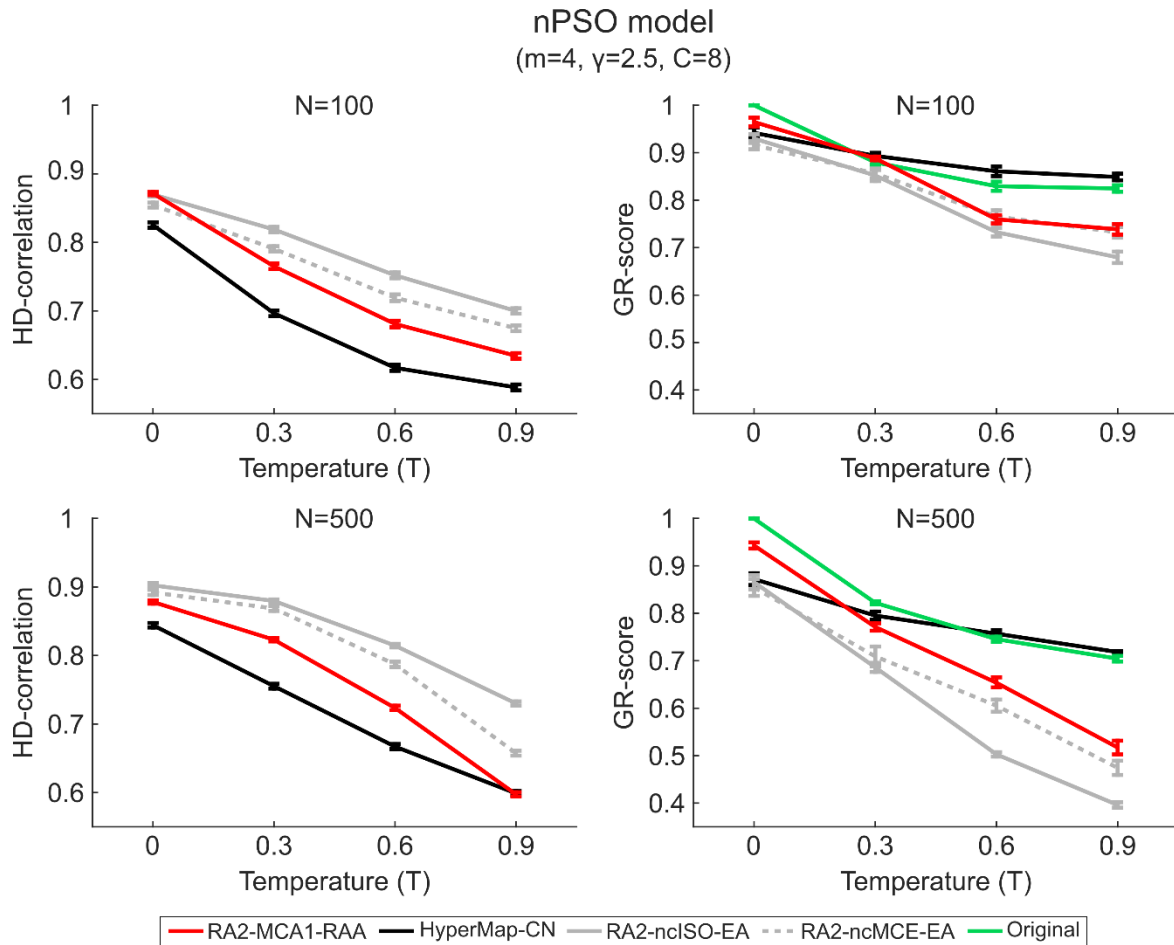 nPSO model
(m=4, γ=2.5, C=8)
N=100
HD-correlation
1
0.9
0.8
0.7
0.6
0
0.3
0.6
0.9
Temperature (T)
N=100
GR-score
1
0.9
0.8
0.7
0.6
0.5
0.4
0
0.3
0.6
0.9
Temperature (T)
N=500
HD-correlation
1
0.9
0.8
0.7
0.6
0
0.3
0.6
0.9
Temperature (T)
N=500
GR-score
1
0.9
0.8
0.7
0.6
0.5
0.4
0
0.3
0.6
0.9
Temperature (T)
RA2-MCA1-RAA HyperMap-CN RA2-ncISO-EA RA2-ncMCE-EA Original